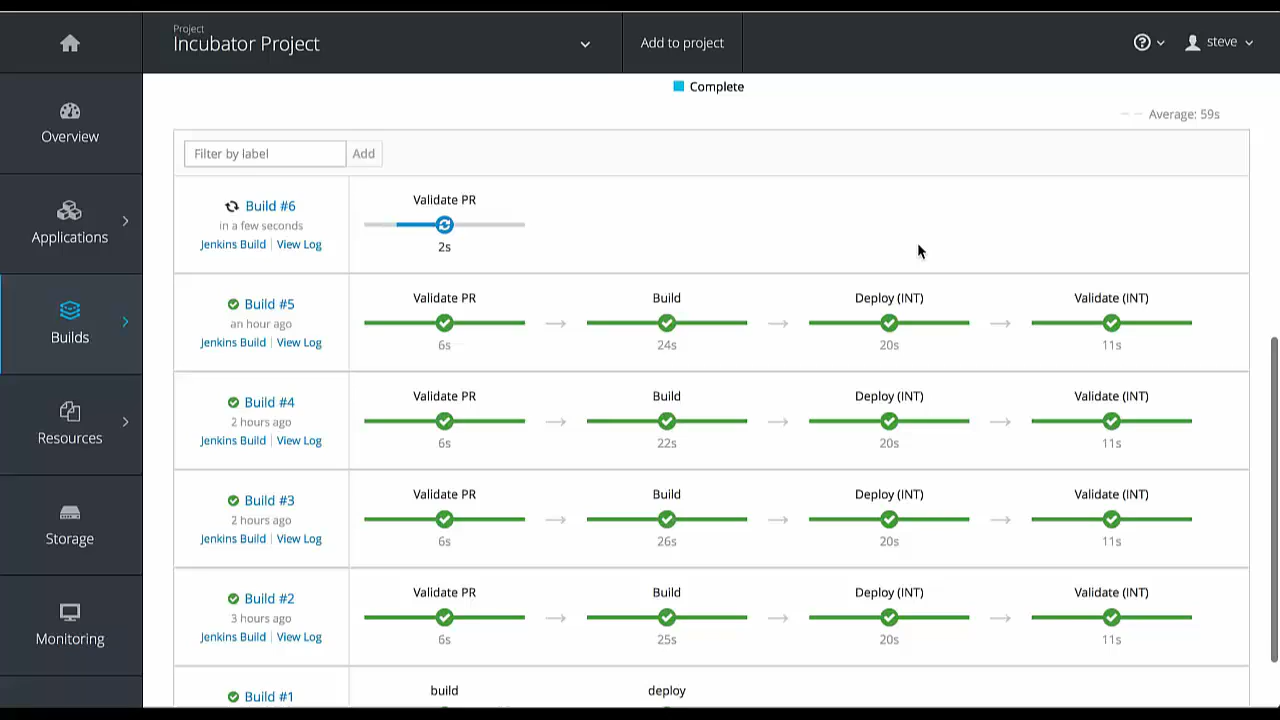 Project
Incubator Project
Add to project
steve
Overview
Applications
Builds
Resources
Storage
Monitoring
Complete
Average: 59s
Filter by label
Add
Build #6
in a few seconds
Jenkins Build | View Log
Validate PR
2s
Build #5
an hour ago
Jenkins Build | View Log
Validate PR
6s
Build
24s
Deploy (INT)
20s
Validate (INT)
11s
Build #4
2 hours ago
Jenkins Build | View Log
Validate PR
6s
Build
22s
Deploy (INT)
20s
Validate (INT)
11s
Build #3
2 hours ago
Jenkins Build | View Log
Validate PR
6s
Build
26s
Deploy (INT)
20s
Validate (INT)
11s
Build #2
3 hours ago
Jenkins Build | View Log
Validate PR
6s
Build
25s
Deploy (INT)
20s
Validate (INT)
11s
Build #1
build
deploy